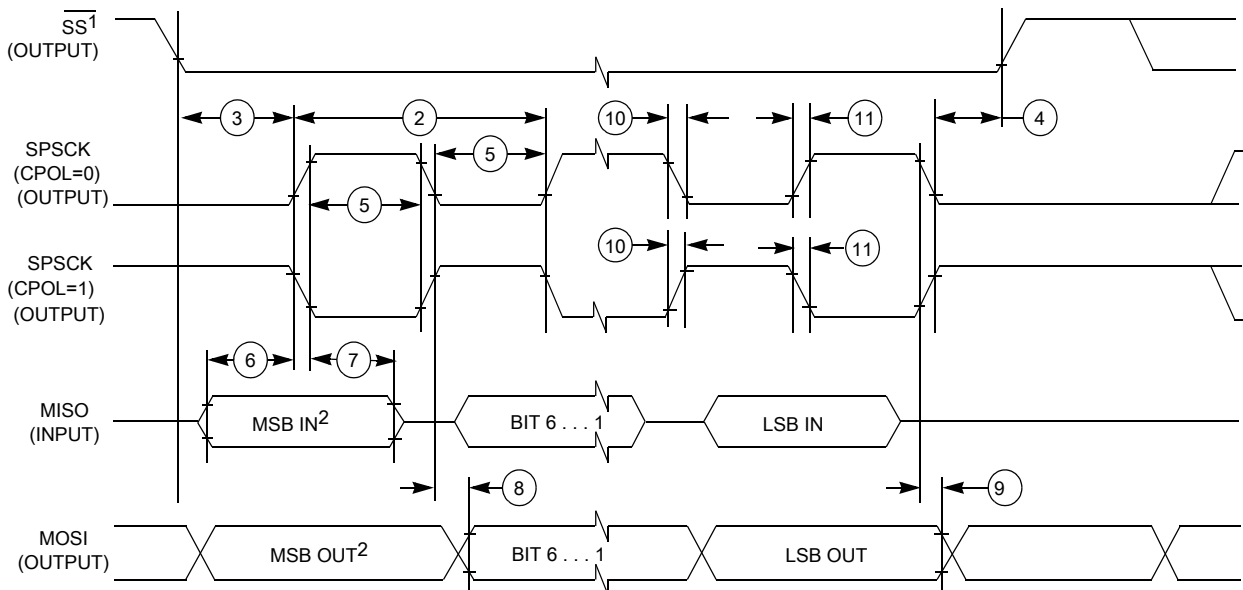 SS1
(OUTPUT)
3
2
10
11
4
SPSCK
(CPOL=0)
(OUTPUT)
5
5
10
11
SPSCK
(CPOL=1)
(OUTPUT)
6
7
MISO
(INPUT)
MSB IN2
BIT 6 . . . 1
LSB IN
8
9
MOSI
(OUTPUT)
MSB OUT2
BIT 6 . . . 1
LSB OUT